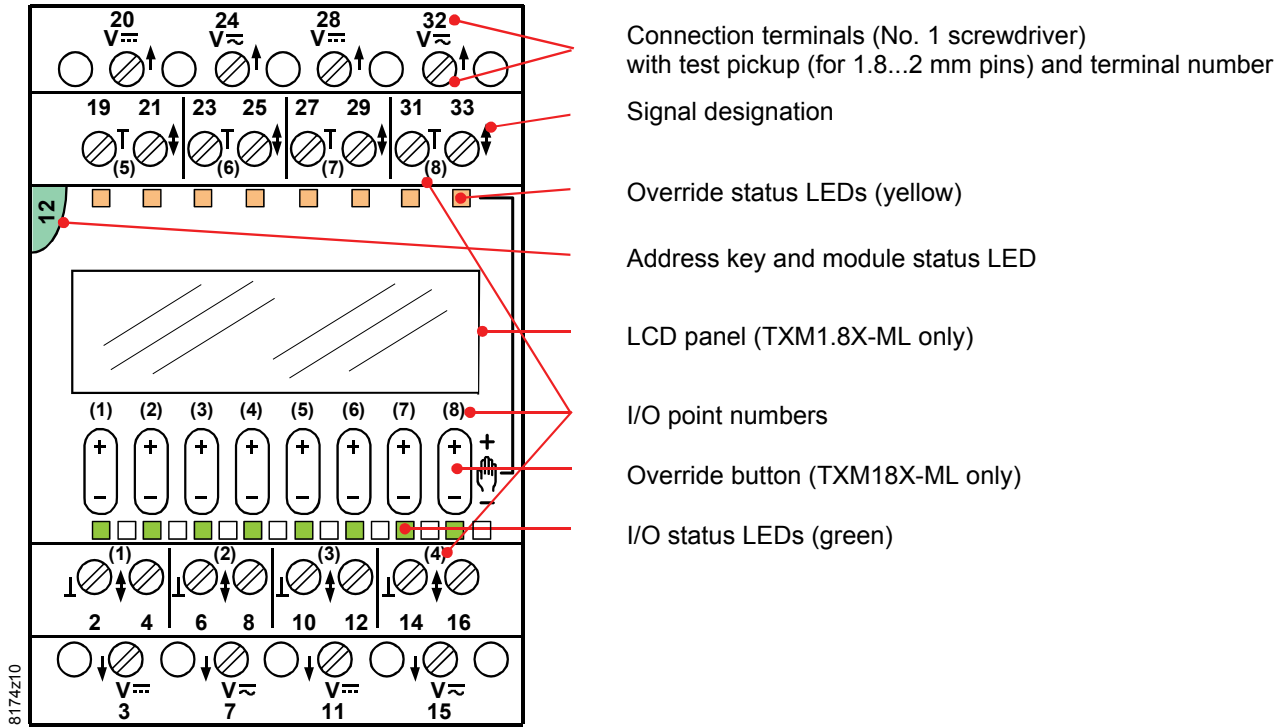 20 24 28 32
V V V V
Connection terminals (No. 1 screwdriver)
with test pickup (for 1.8...2 mm pins) and terminal number
19 21 23 25 27 29 31 33
Signal designation
(5) (6) (7) (8)
Override status LEDs (yellow)
12
Address key and module status LED
LCD panel (TXM1.8X-ML only)
(1) (2) (3) (4) (5) (6) (7) (8)
I/O point numbers
+ + + + + + + + +
Override button (TXM18X-ML only)
− − − − − − − − −
I/O status LEDs (green)
(1) (2) (3) (4)
2 4 6 8 10 12 14 16
V V V V
3 7 11 15
8174z10